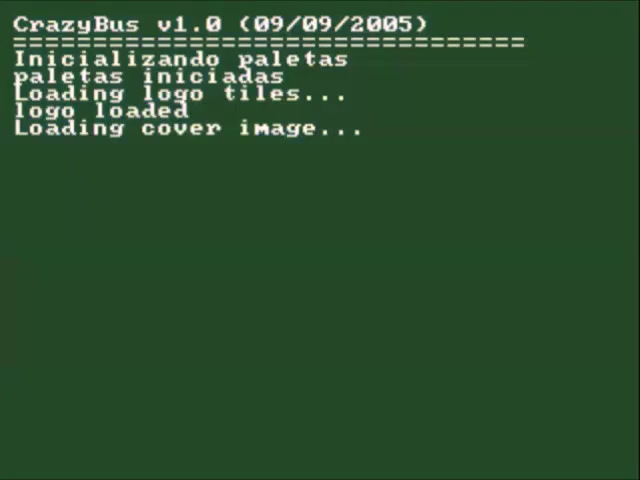 CrazyBus v1.0 (09/09/2005)
================================
Inicializando paletas
paletas iniciadas
Loading logo tiles...
logo loaded
Loading cover image...